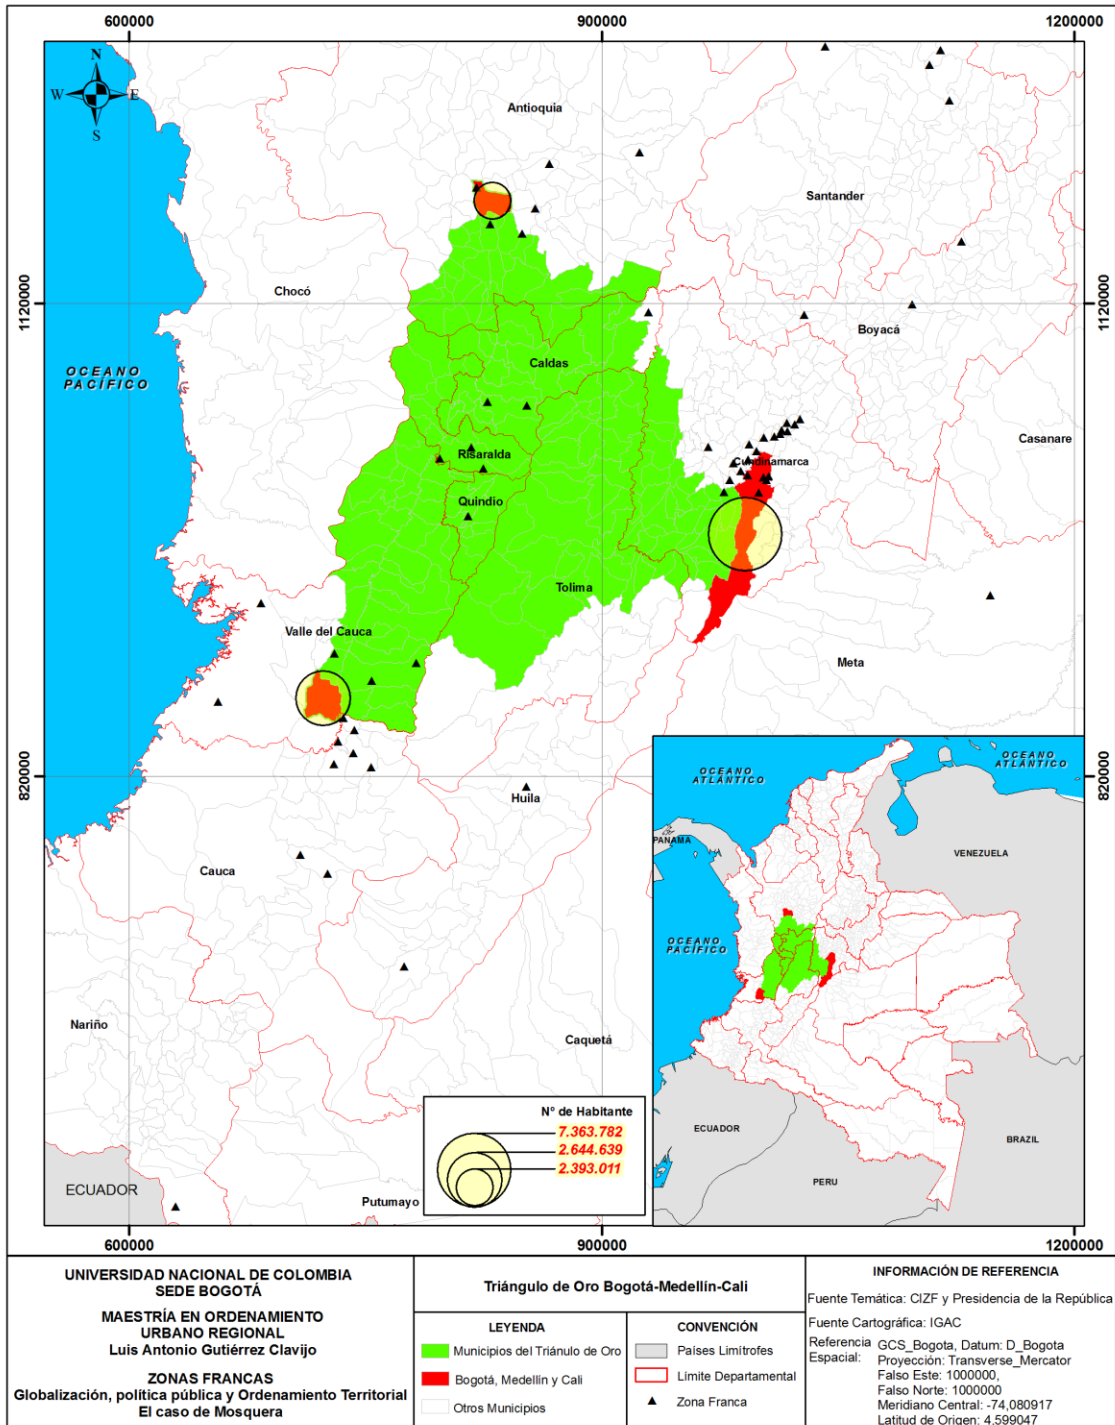 600000
900000
1200000
N
W
E
S
Antioquia
Santander
1120000
1120000
Chocó
Boyacá
OCEANO
PACÍFICO
Caldas
Casanare
Risaralda
Cundinamarca
Quindio
Tolima
Valle del Cauca
Meta
820000
820000
Huila
Cauca
Nariño
Caquetá
Putumayo
ECUADOR
Nº de Habitante
7.363.782
2.644.639
2.393.011
OCEANO
ATLÁNTICO
OCEANO
ATLÁNTICO
PANAMA
VENEZUELA
OCEANO
PACÍFICO
ECUADOR
BRAZIL
PERU
600000
900000
1200000
UNIVERSIDAD NACIONAL DE COLOMBIA
SEDE BOGOTÁ
MAESTRÍA EN ORDENAMIENTO
URBANO REGIONAL
Luis Antonio Gutiérrez Clavijo
ZONAS FRANCAS
Globalización, política pública y Ordenamiento Territorial
El caso de Mosquera
Triángulo de Oro Bogotá-Medellín-Cali
LEYENDA
Municipios del Triánulo de Oro
Bogotá, Medellín y Cali
Otros Municipios
CONVENCIÓN
Países Limítrofes
Límite Departamental
Zona Franca
INFORMACIÓN DE REFERENCIA
Fuente Temática: CIZF y Presidencia de la República
Fuente Cartográfica: IGAC
Referencia Espacial: GCS_Bogota, Datum: D_Bogota
Proyección: Transverse_Mercator
Falso Este: 1000000,
Falso Norte: 1000000
Meridiano Central: -74,080917
Latitud de Origen: 4,599047